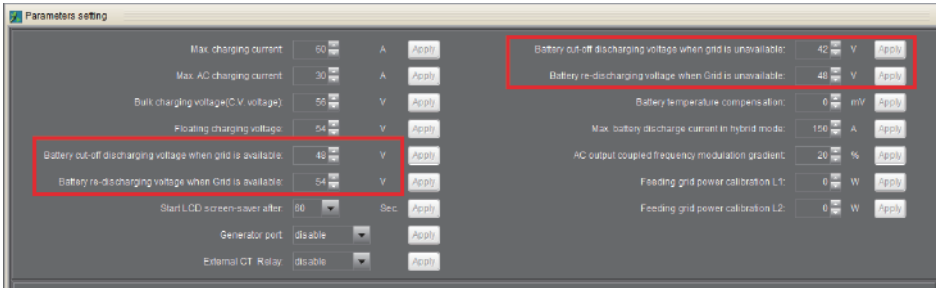 Parameters setting
Max. charging current: 60 A Apply
Max. AC charging current: 30 A Apply
Bulk charging voltage(C.V. voltage): 56 V Apply
Floating charging voltage: 54 V Apply
Battery cut-off discharging voltage when grid is available: 48 V Apply
Battery re-discharging voltage when Grid is available: 54 V Apply
Start LCD screen-saver after: 60 Sec Apply
Generator port: disable Apply
External CT Relay: disable Apply
Battery cut-off discharging voltage when grid is unavailable: 42 V Apply
Battery re-discharging voltage when Grid is unavailable: 48 V Apply
Battery temperature compensation: 0 mV Apply
Max. battery discharge current in hybrid mode: 150 A Apply
AC output coupled frequency modulation gradient: 20 % Apply
Feeding grid power calibration L1: 0 W Apply
Feeding grid power calibration L2: 0 W Apply